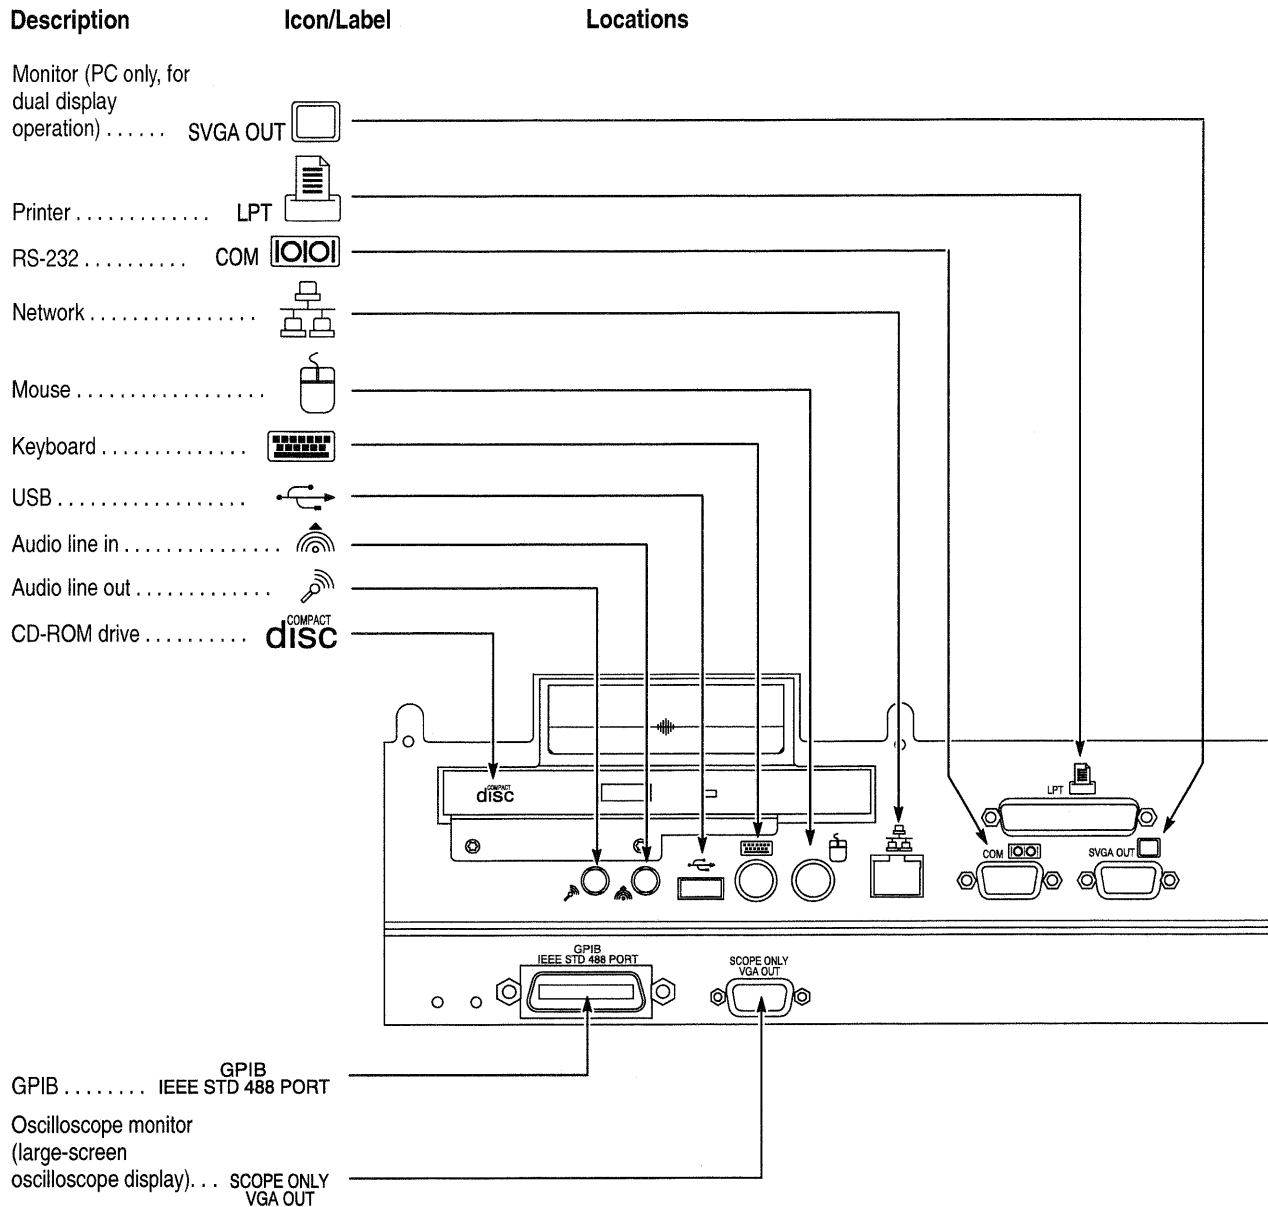 Description Icon/Label Locations
Monitor (PC only, for
dual display
operation) . . . . . . SVGA OUT
Printer . . . . . . . . . . . . . LPT
RS-232 . . . . . . . . . . COM IOIOI
Network . . . . . . . . . . . . . . . .
Mouse . . . . . . . . . . . . . . . . . .
Keyboard . . . . . . . . . . . . . .
USB . . . . . . . . . . . . . . . . . .
Audio line in . . . . . . . . . . . . . . .
Audio line out . . . . . . . . . . . . .
CD-ROM drive . . . . . . . . . . COMPACT
disc
COMPACT
disc
LPT
COM IOIOI
SVGA OUT
GPIB
IEEE STD 488 PORT
SCOPE ONLY
VGA OUT
GPIB . . . . . . . . GPIB
IEEE STD 488 PORT
Oscilloscope monitor
(large-screen
oscilloscope display). . . SCOPE ONLY
VGA OUT